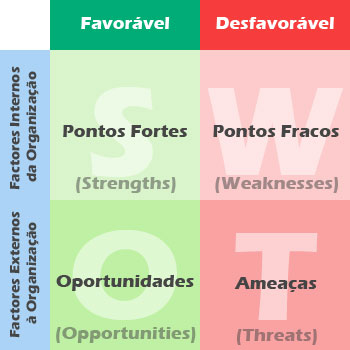 Favorável
Desfavorável
Factores Internos
da Organização
S
Pontos Fortes
(Strengths)
W
Pontos Fracos
(Weaknesses)
Factores Externos
à Organização
O
Oportunidades
(Opportunities)
T
Ameaças
(Threats)